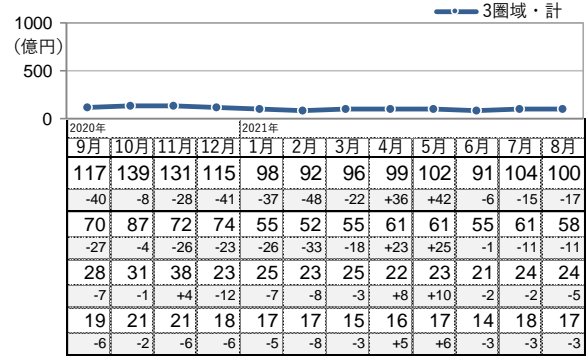 3圏域・計
1000
(億円)
500
0
2020年 2021年
9月 10月 11月 12月 1月 2月 3月 4月 5月 6月 7月 8月
117 139 131 115 98 92 96 99 102 91 104 100
-40 -8 -28 -41 -37 -48 -22 +36 +42 -6 -15 -17
70 87 72 74 55 52 55 61 61 55 61 58
-27 -4 -26 -23 -26 -33 -18 +23 +25 -1 -11 -11
28 31 38 23 25 23 25 22 23 21 24 24
-7 -1 +4 -12 -7 -8 -3 +8 +10 -2 -2 -5
19 21 21 18 17 17 15 16 17 14 18 17
-6 -2 -6 -6 -5 -8 -3 +5 +6 -3 -3 -3